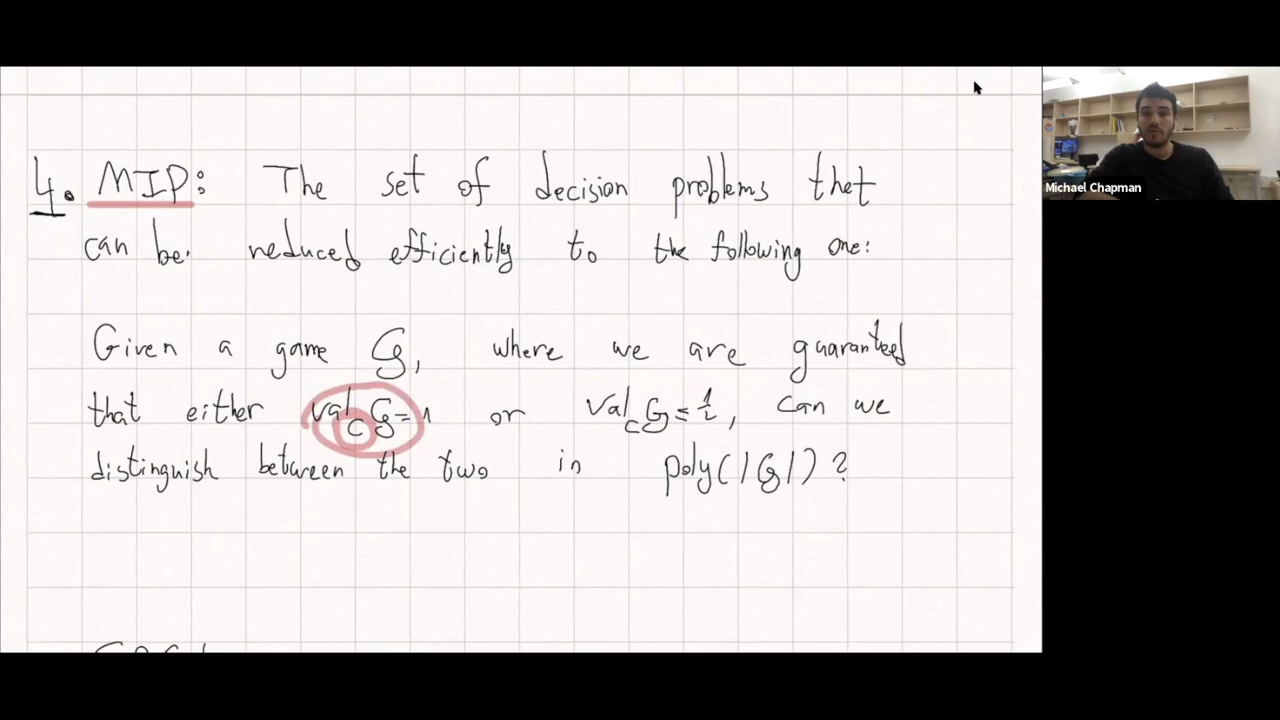 4. MIP: The set of decision problems that
can be reduced efficiently to the following one:
Given a game G, where we are guaranteed
that either val_C G = 1 or val_C G ≤ 1/2, can we
distinguish between the two in poly(|G|)?
Michael Chapman